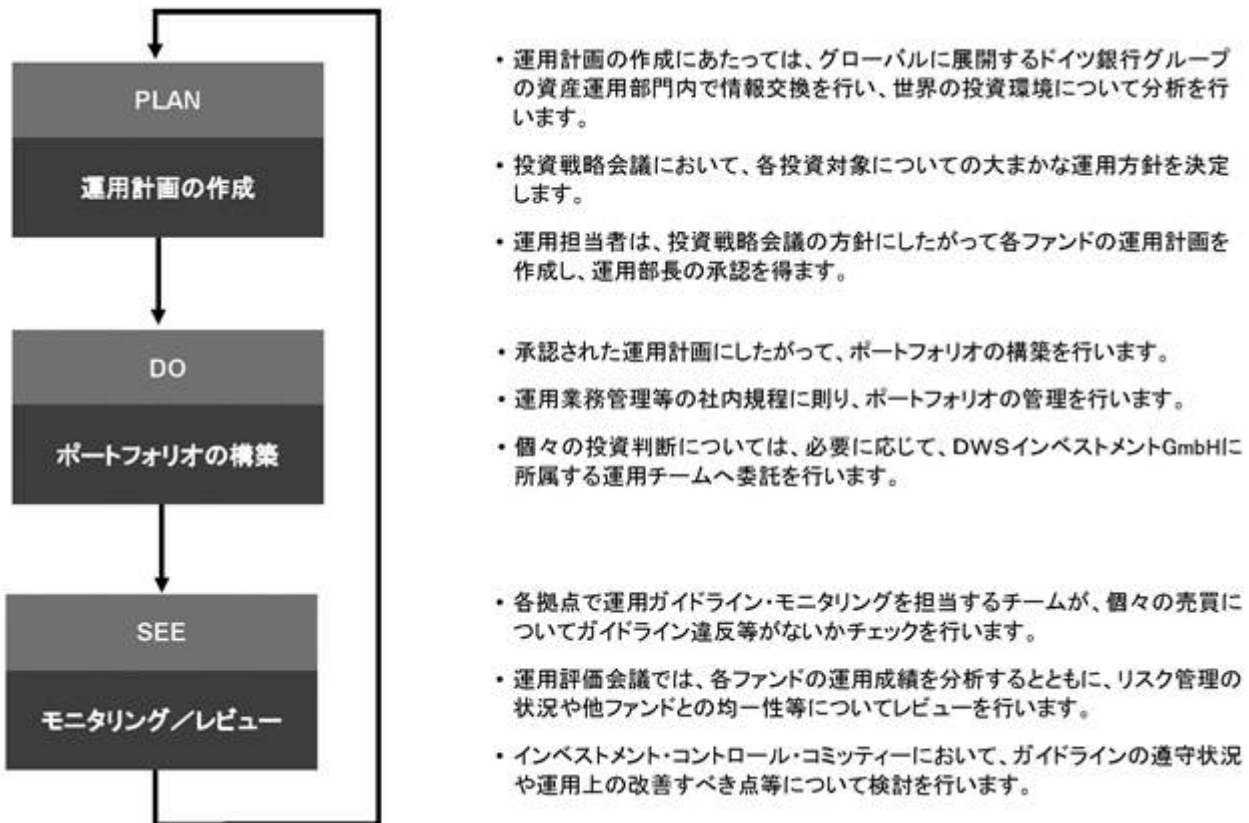 PLAN
運用計画の作成
・運用計画の作成にあたっては、グローバルに展開するドイツ銀行グループ
の資産運用部門内で情報交換を行い、世界の投資環境について分析を行
います。
・投資戦略会議において、各投資対象についての大まかな運用方針を決定
します。
・運用担当者は、投資戦略会議の方針にしたがって各ファンドの運用計画を
作成し、運用部長の承認を得ます。
DO
ポートフォリオの構築
・承認された運用計画にしたがって、ポートフォリオの構築を行います。
・運用業務管理等の社内規程に則り、ポートフォリオの管理を行います。
・個々の投資判断については、必要に応じて、DWSインベストメントGmbHに
所属する運用チームへ委託を行います。
SEE
モニタリング／レビュー
・各拠点で運用ガイドライン・モニタリングを担当するチームが、個々の売買に
ついてガイドライン違反等がないかチェックを行います。
・運用評価会議では、各ファンドの運用成績を分析するとともに、リスク管理の
状況や他ファンドとの均一性等についてレビューを行います。
・インベストメント・コントロール・コミッティーにおいて、ガイドラインの遵守状況
や運用上の改善すべき点等について検討を行います。